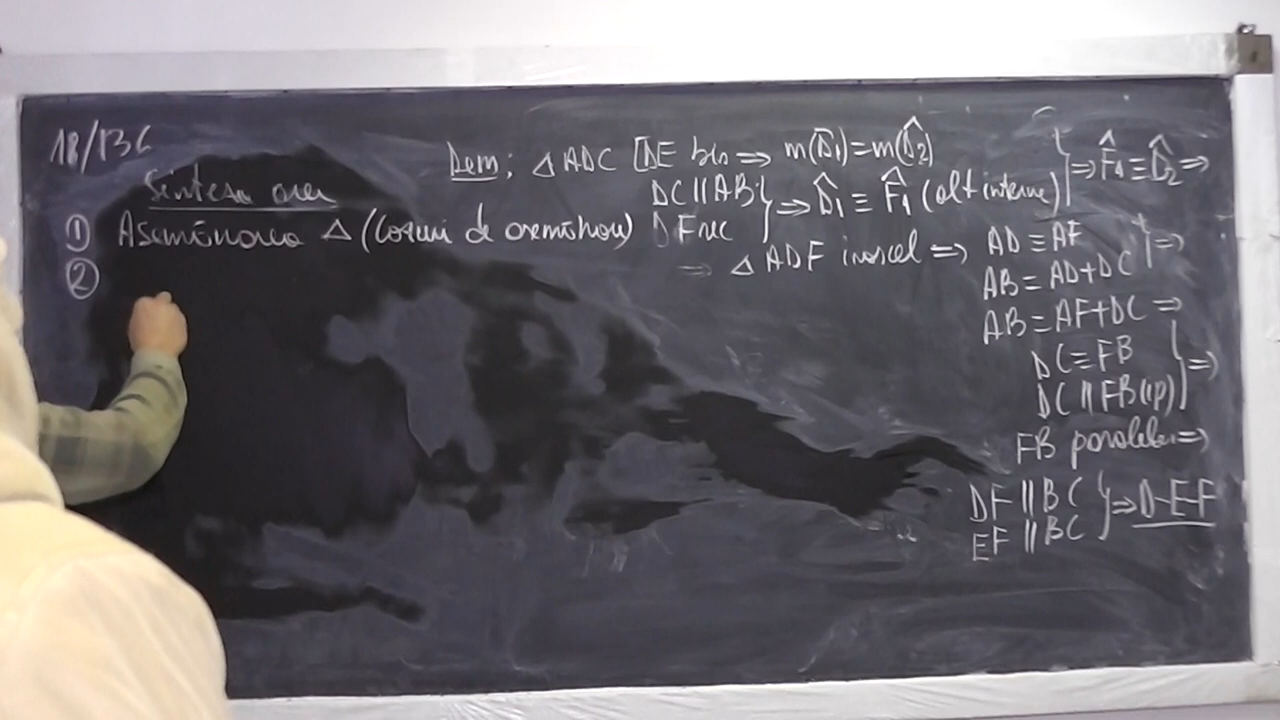 18/136
Sinteza orei
① Asemănarea Δ (Cazuri de asemănare)
②
Dem: Δ ADC [DE bis ⇒ m(D̂1) = m(D̂2)
DC || AB } ⇒ D̂1 ≡ F̂1 (alt interne) } ⇒ F̂1 ≡ D̂2 ⇒
DF sec
⇒ Δ ADF isoscel ⇒ AD ≡ AF
AB = AD + DC } ⇒
AB = AF + DC ⇒
DC ≡ FB
DC || FB (ip) } ⇒
FB ⇒
DF || BC
EF || BC } ⇒ D-E-F